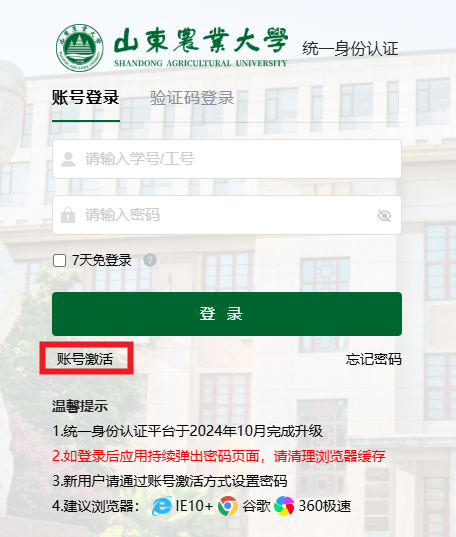 山東農業大學 统一身份认证
SHANDONG AGRICULTURAL UNIVERSITY
账号登录 验证码登录
请输入学号/工号
请输入密码
7天免登录 ?
登 录
账号激活 忘记密码
温馨提示
1.统一身份认证平台于2024年10月完成升级
2.如登录后应用持续弹出密码页面，请清理浏览器缓存
3.新用户请通过账号激活方式设置密码
4.建议浏览器： IE10+ 谷歌 360极速